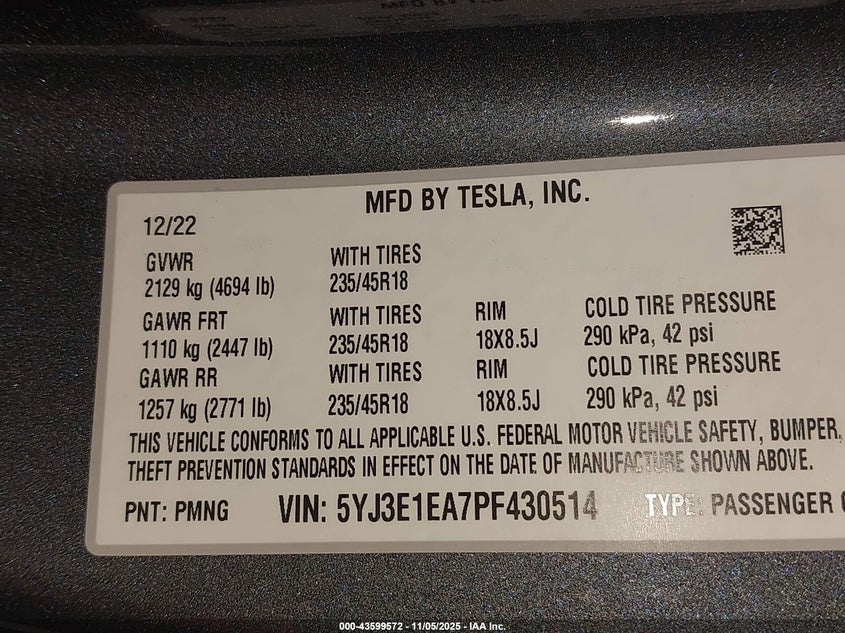 MFD BY TESLA, INC.
12/22
GVWR WITH TIRES
2129 kg (4694 lb) 235/45R18
GAWR FRT WITH TIRES RIM COLD TIRE PRESSURE
1110 kg (2447 lb) 235/45R18 18X8.5J 290 kPa, 42 psi
GAWR RR WITH TIRES RIM COLD TIRE PRESSURE
1257 kg (2771 lb) 235/45R18 18X8.5J 290 kPa, 42 psi
THIS VEHICLE CONFORMS TO ALL APPLICABLE U.S. FEDERAL MOTOR VEHICLE SAFETY, BUMPER,
THEFT PREVENTION STANDARDS IN EFFECT ON THE DATE OF MANUFACTURE SHOWN ABOVE.
PNT: PMNG VIN: 5YJ3E1EA7PF430514 TYPE: PASSENGER
000-43599572 - 11/05/2025 - IAA Inc.